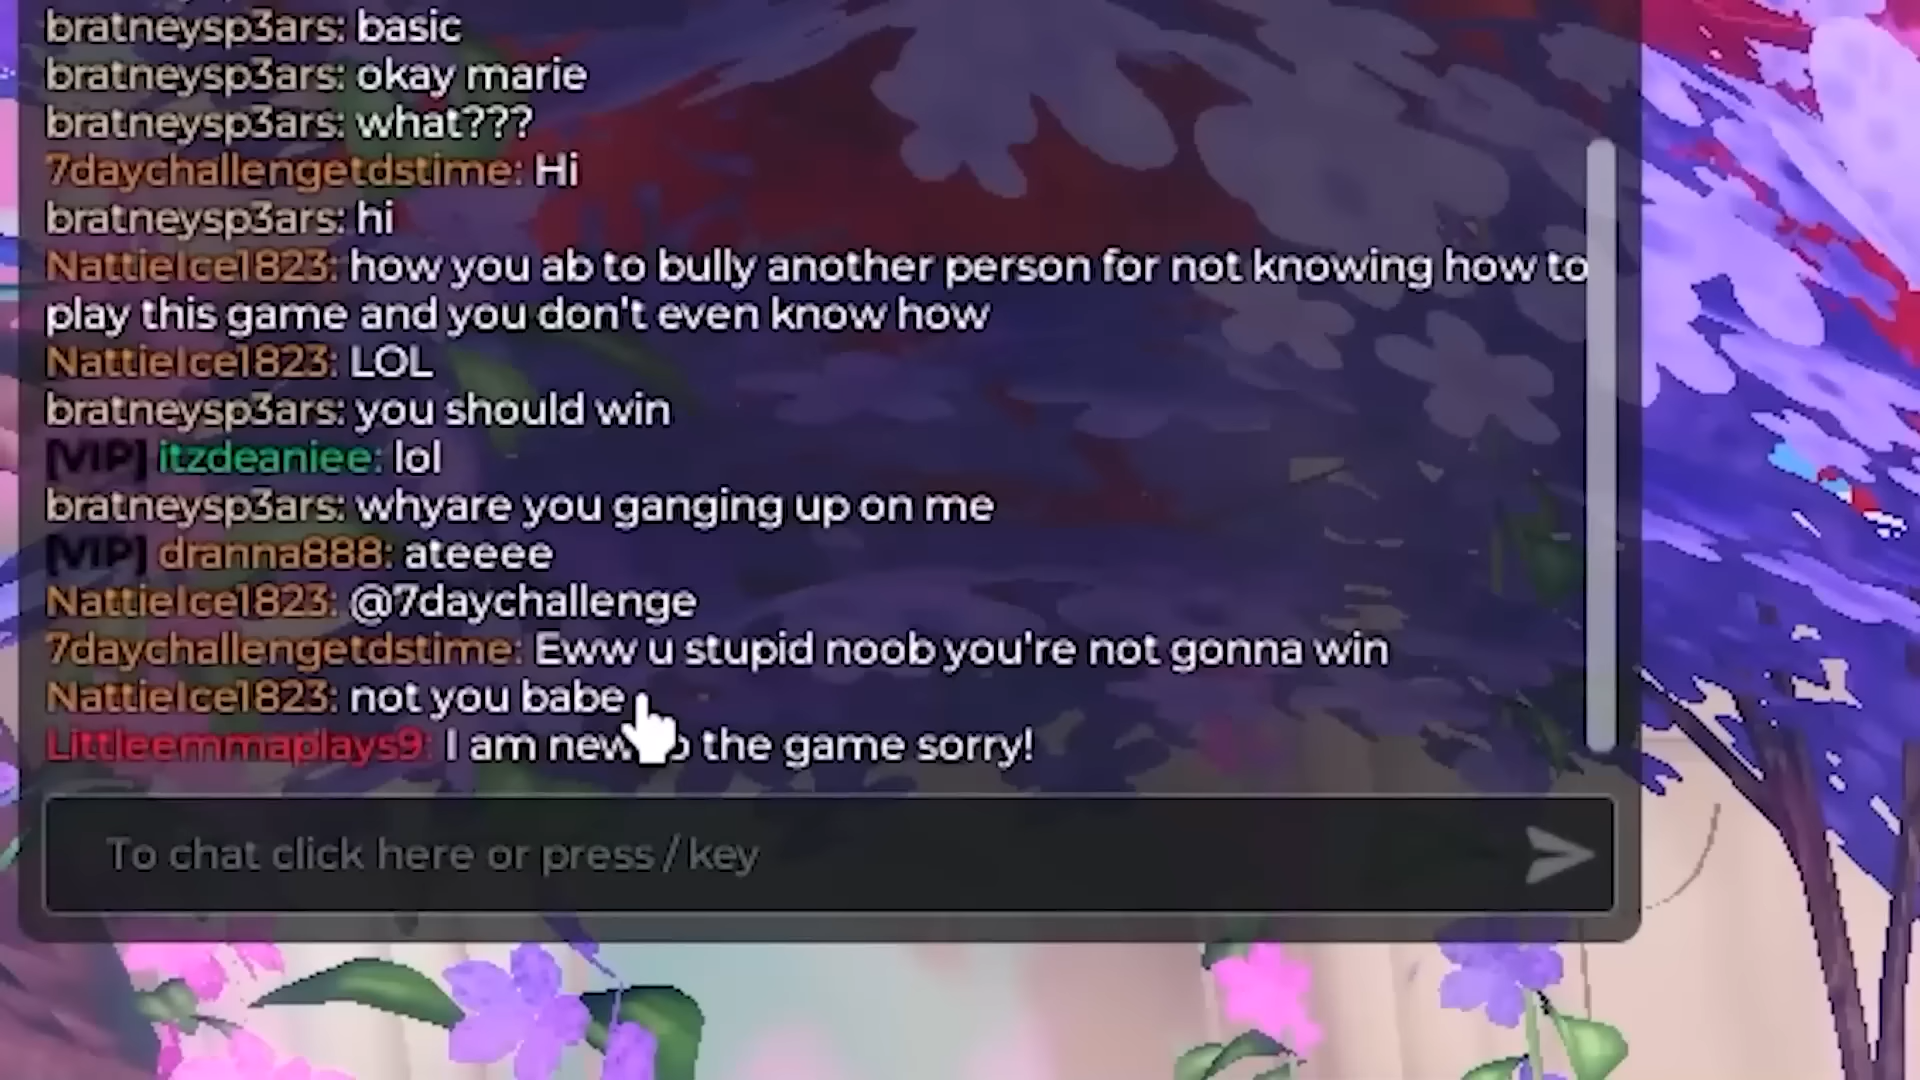 bratneysp3ars: basic
bratneysp3ars: okay marie
bratneysp3ars: what???
7daychallengetdstime: Hi
bratneysp3ars: hi
NattieIce1823: how you ab to bully another person for not knowing how to
play this game and you don't even know how
NattieIce1823: LOL
bratneysp3ars: you should win
[VIP] itzdeaniee: lol
bratneysp3ars: whyare you ganging up on me
[VIP] dranna888: ateeee
NattieIce1823: @7daychallenge
7daychallengetdstime: Eww u stupid noob you're not gonna win
NattieIce1823: not you babe
Littleemmaplays9: I am new the game sorry!
To chat click here or press / key